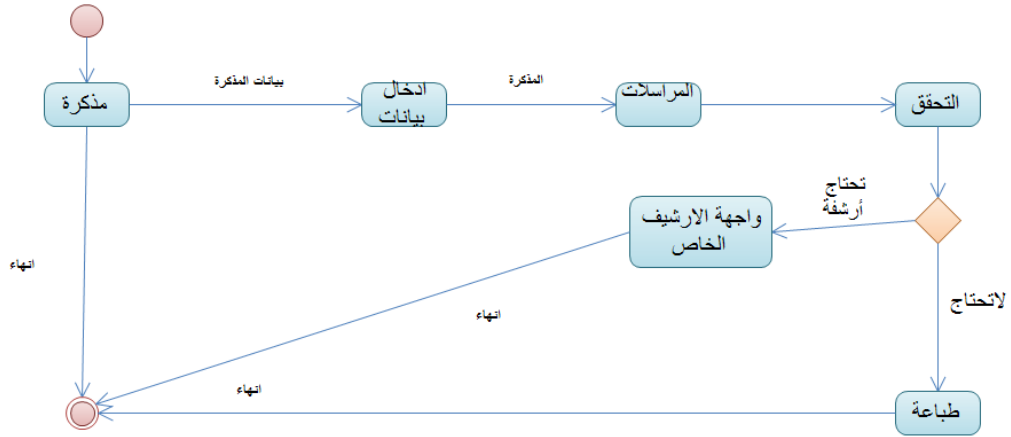 بيانات المذكرة
المذكرة
مذكرة
ادخال
بيانات
المراسلات
التحقق
تحتاج
أرشفة
واجهة الارشيف
الخاص
انهاء
انهاء
لاتحتاج
انهاء
طباعة